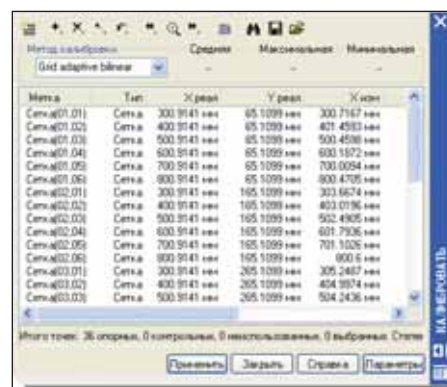 Метод калибровки Средняя Максимальная Минимальная
Grid adaptive bilinear
Метка Тип X реал Y реал X изм
Сетка(01,01) Сетка 300.9141 мм 65.1099 мм 300.7167 мм
Сетка(01,02) Сетка 400.9141 мм 65.1099 мм 401.4593 мм
Сетка(01,03) Сетка 500.9141 мм 65.1099 мм 500.4598 мм
Сетка(01,04) Сетка 600.9141 мм 65.1099 мм 600.1872 мм
Сетка(01,05) Сетка 700.9141 мм 65.1099 мм 700.0094 мм
Сетка(01,06) Сетка 800.9141 мм 65.1099 мм 800.4705 мм
Сетка(02,01) Сетка 300.9141 мм 165.1099 мм 303.6674 мм
Сетка(02,02) Сетка 400.9141 мм 165.1099 мм 403.0196 мм
Сетка(02,03) Сетка 500.9141 мм 165.1099 мм 502.4905 мм
Сетка(02,04) Сетка 600.9141 мм 165.1099 мм 601.7936 мм
Сетка(02,05) Сетка 700.9141 мм 165.1099 мм 701.1026 мм
Сетка(02,06) Сетка 800.9141 мм 165.1099 мм 800.6 мм
Сетка(03,01) Сетка 300.9141 мм 265.1099 мм 305.2487 мм
Сетка(03,02) Сетка 400.9141 мм 265.1099 мм 404.9974 мм
Сетка(03,03) Сетка 500.9141 мм 265.1099 мм 504.2436 мм
Итого точек: 36 опорных, 0 контрольных, 0 неиспользованных, 0 выбранных. Степе
Применить Закрыть Справка Параметры
КАЛИБРОВАТЬ